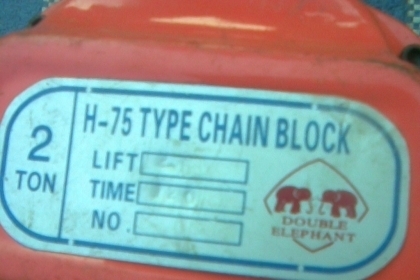 2
TON
H-75 TYPE CHAIN BLOCK
LIFT
TIME
NO.
DOUBLE
ELEPHANT